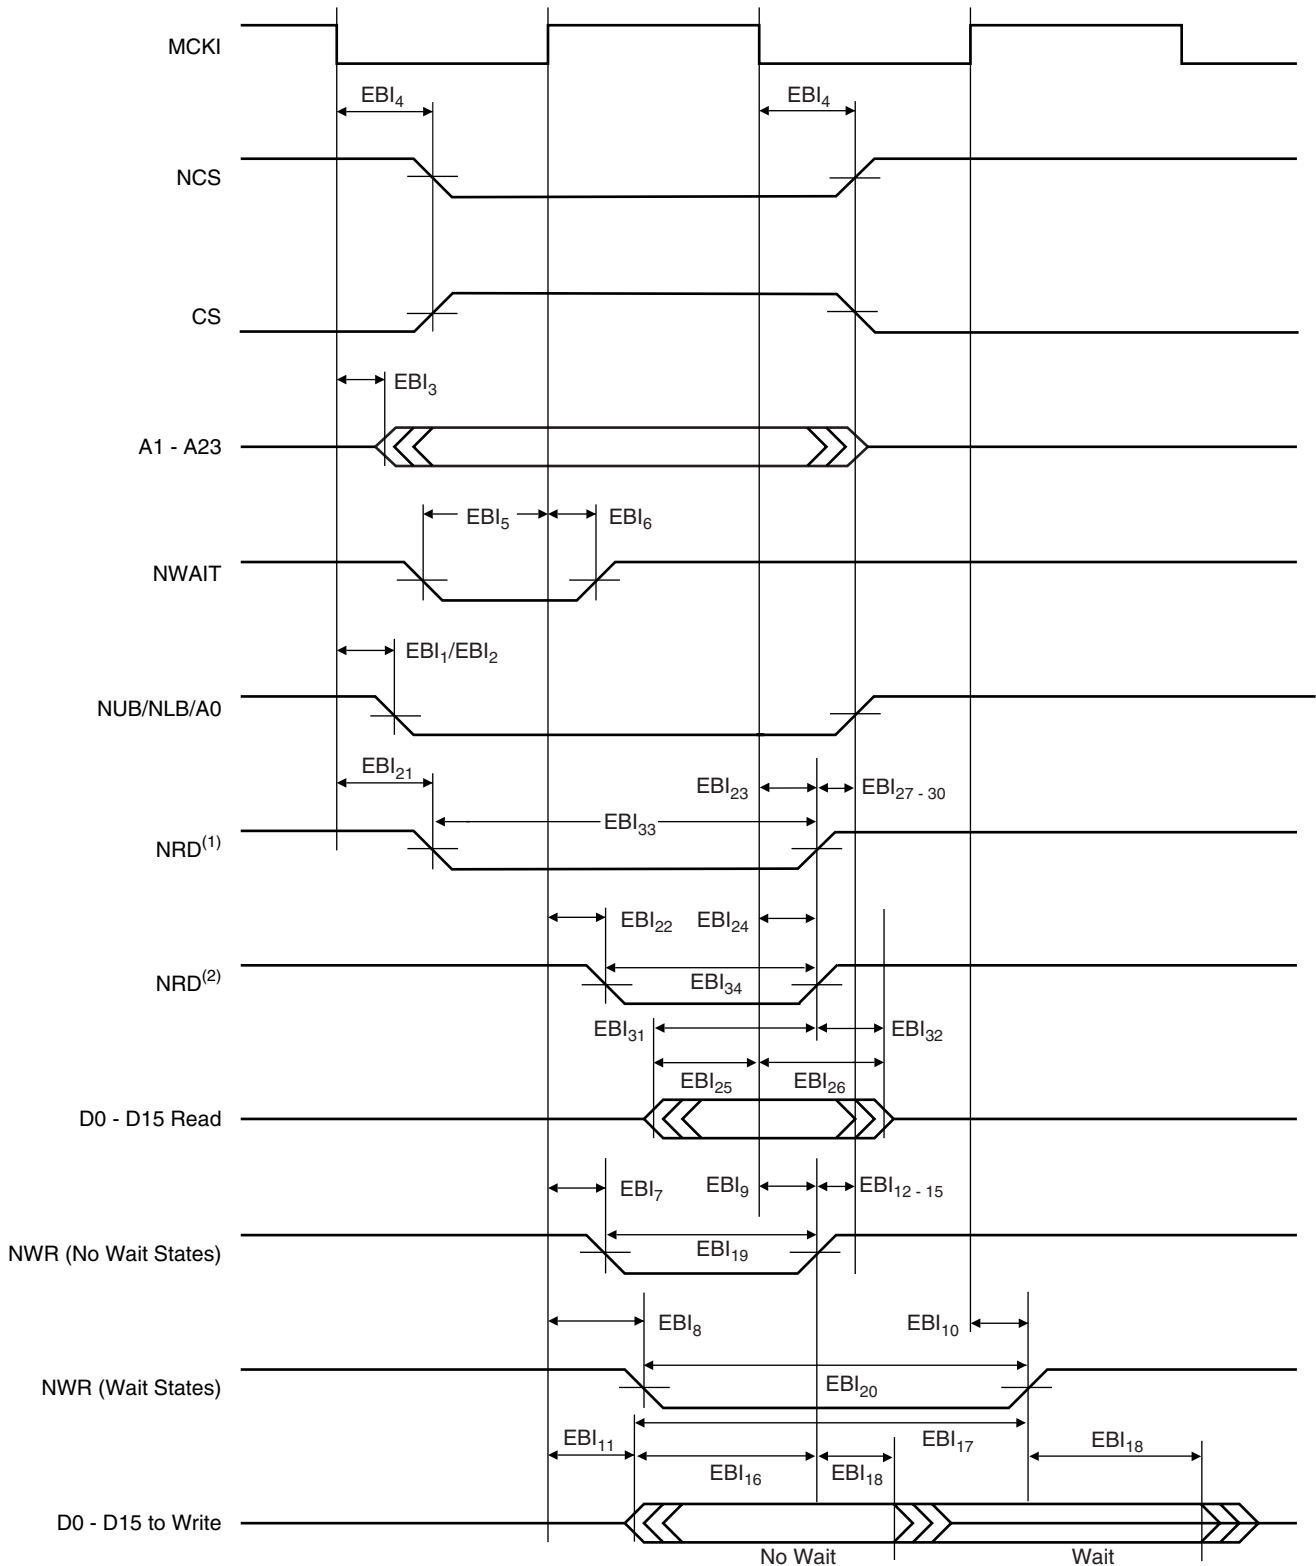 MCKI
EBI4 EBI4
NCS
CS
EBI3
A1 - A23
EBI5 EBI6
NWAIT
EBI1/EBI2
NUB/NLB/A0
EBI21 EBI23 EBI27 - 30
EBI33
NRD(1)
EBI22 EBI24
NRD(2)
EBI34
EBI31 EBI32
EBI25 EBI26
D0 - D15 Read
EBI7 EBI9 EBI12 - 15
NWR (No Wait States)
EBI19
EBI8 EBI10
NWR (Wait States)
EBI20
EBI11 EBI17 EBI18
EBI16 EBI18
D0 - D15 to Write
No Wait Wait